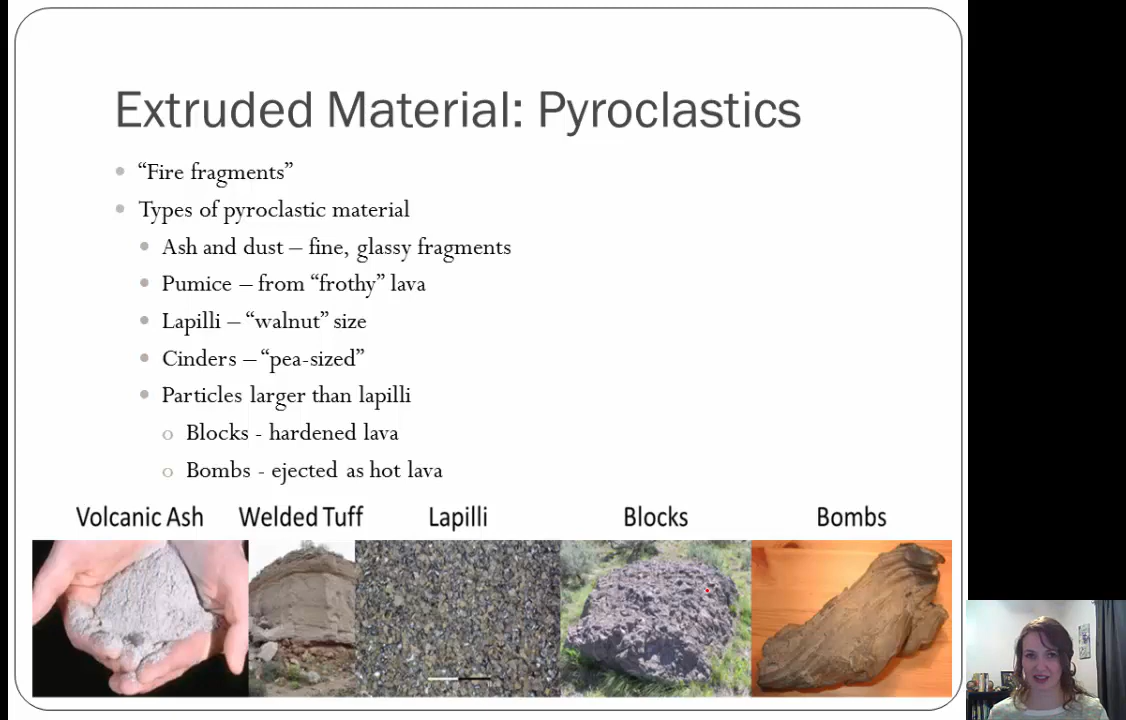 Extruded Material: Pyroclastics
“Fire fragments”
Types of pyroclastic material
Ash and dust – fine, glassy fragments
Pumice – from “frothy” lava
Lapilli – “walnut” size
Cinders – “pea-sized”
Particles larger than lapilli
Blocks - hardened lava
Bombs - ejected as hot lava
Volcanic Ash Welded Tuff Lapilli Blocks Bombs